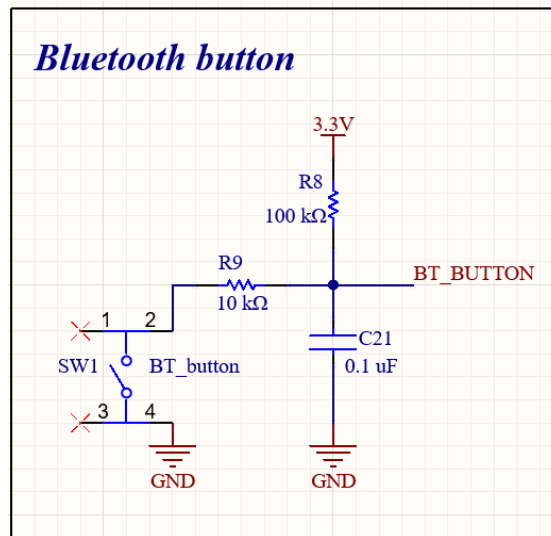 Bluetooth button
3.3V
R8
100 kΩ
R9
10 kΩ
BT_BUTTON
1 2
C21
0.1 uF
SW1
BT_button
3 4
GND
GND